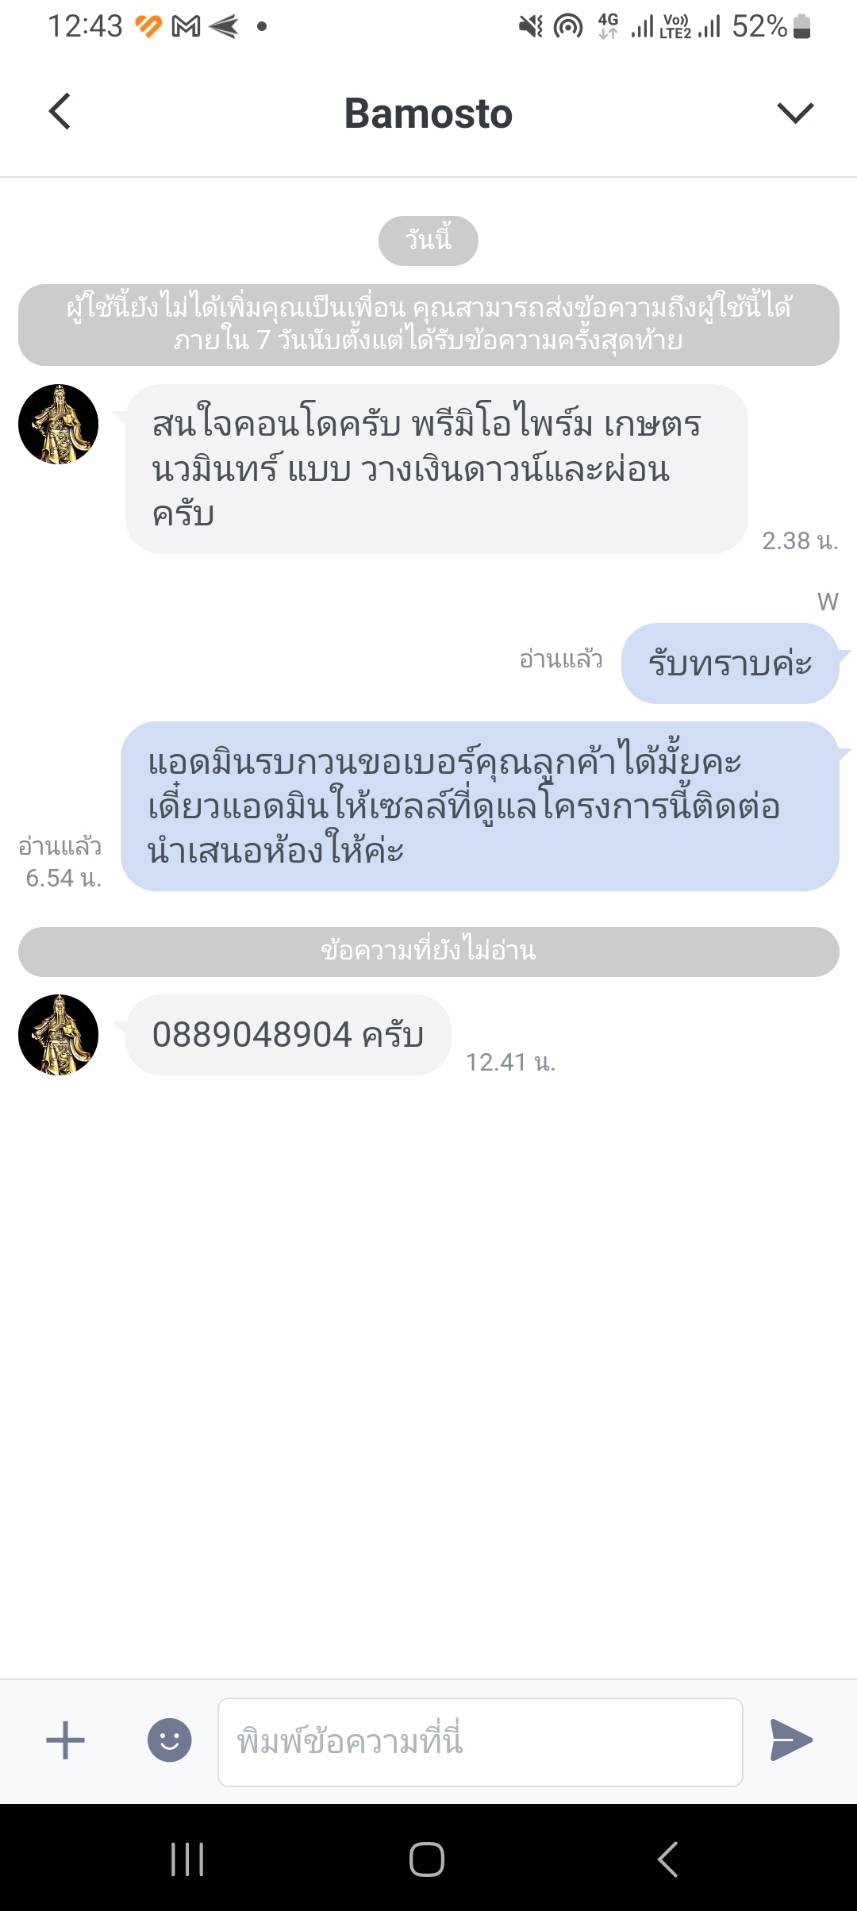 12:43
4G
Vo))
LTE2
52%
Bamosto
วันนี้
ผู้ใช้นี้ยังไม่ได้เพิ่มคุณเป็นเพื่อน คุณสามารถส่งข้อความถึงผู้ใช้นี้ได้
ภายใน 7 วันนับตั้งแต่ได้รับข้อความครั้งสุดท้าย
สนใจคอนโดครับ พรีมิโอไพร์ม เกษตร
นวมินทร์ แบบ วางเงินดาวน์และผ่อน
ครับ
2.38 น.
W
อ่านแล้ว
รับทราบค่ะ
แอดมินรบกวนขอเบอร์คุณลูกค้าได้มั้ยคะ
เดี๋ยวแอดมินให้เซลล์ที่ดูแลโครงการนี้ติดต่อ
นำเสนอห้องให้ค่ะ
อ่านแล้ว
6.54 น.
ข้อความที่ยังไม่อ่าน
0889048904 ครับ
12.41 น.
พิมพ์ข้อความที่นี่